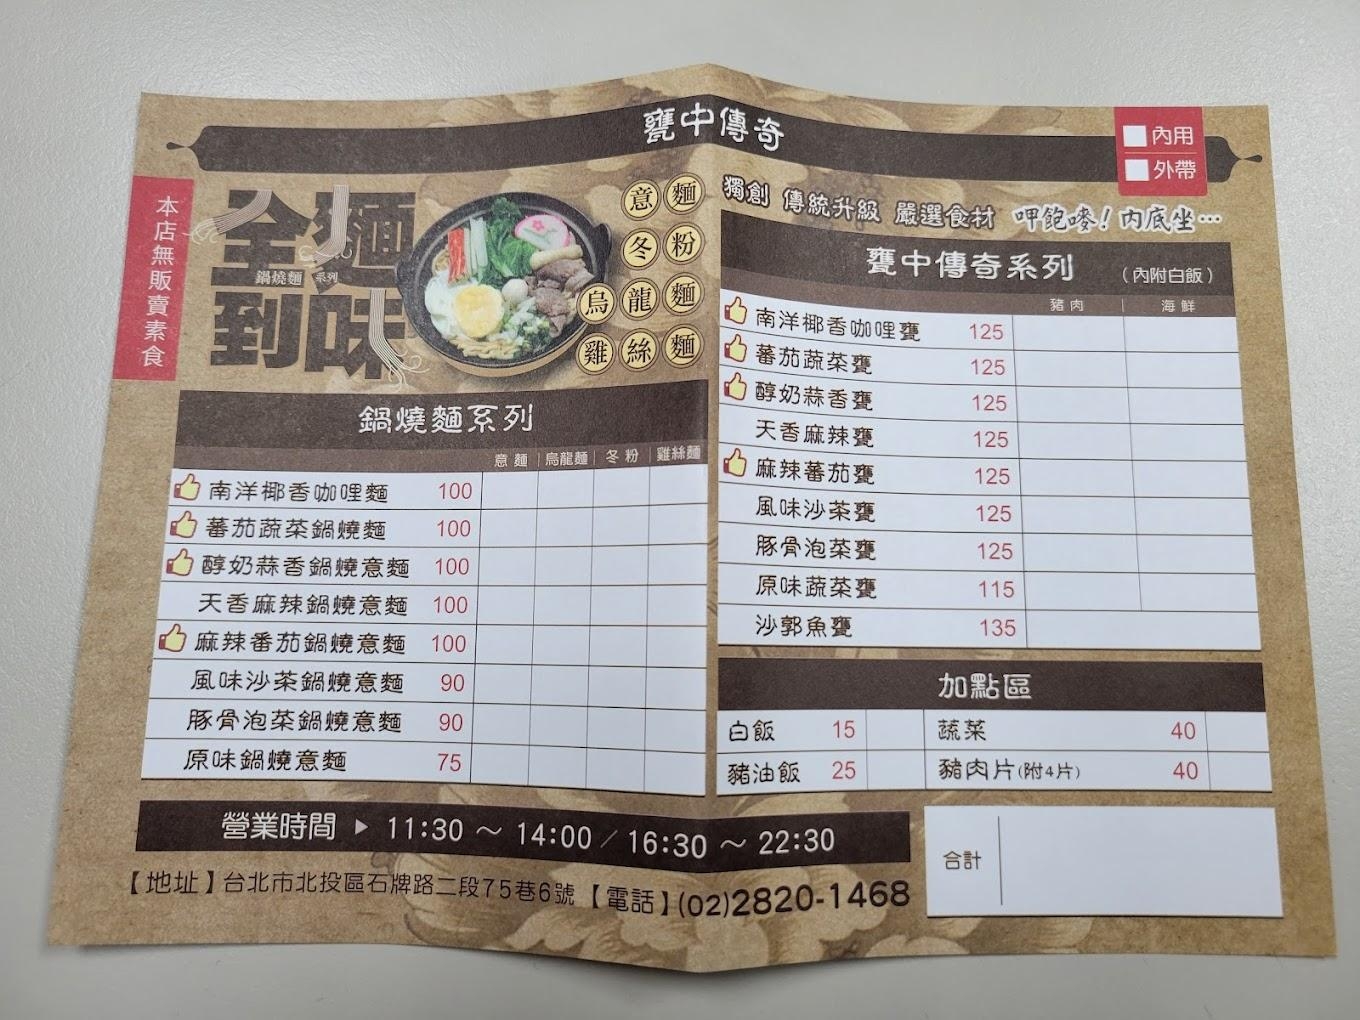 甕中傳奇
內用
外帶
本店無販賣素食
全麵到味
鍋燒麵系列
意麵
冬粉
烏龍麵
雞絲麵
獨創 傳統升級 嚴選食材 呷飽嘜！內底坐…
鍋燒麵系列
意麵 | 烏龍麵 | 冬粉 | 雞絲麵
南洋椰香咖哩麵 100
蕃茄蔬菜鍋燒麵 100
醇奶蒜香鍋燒意麵 100
天香麻辣鍋燒意麵 100
麻辣番茄鍋燒意麵 100
風味沙茶鍋燒意麵 90
豚骨泡菜鍋燒意麵 90
原味鍋燒意麵 75
甕中傳奇系列 (內附白飯)
豬肉 | 海鮮
南洋椰香咖哩甕 125
蕃茄蔬菜甕 125
醇奶蒜香甕 125
天香麻辣甕 125
麻辣蕃茄甕 125
風味沙茶甕 125
豚骨泡菜甕 125
原味蔬菜甕 115
沙郭魚甕 135
加點區
白飯 15 蔬菜 40
豬油飯 25 豬肉片(附4片) 40
營業時間 ▶ 11:30 ～ 14:00 / 16:30 ～ 22:30
合計
【地址】台北市北投區石牌路二段75巷6號【電話】(02)2820-1468